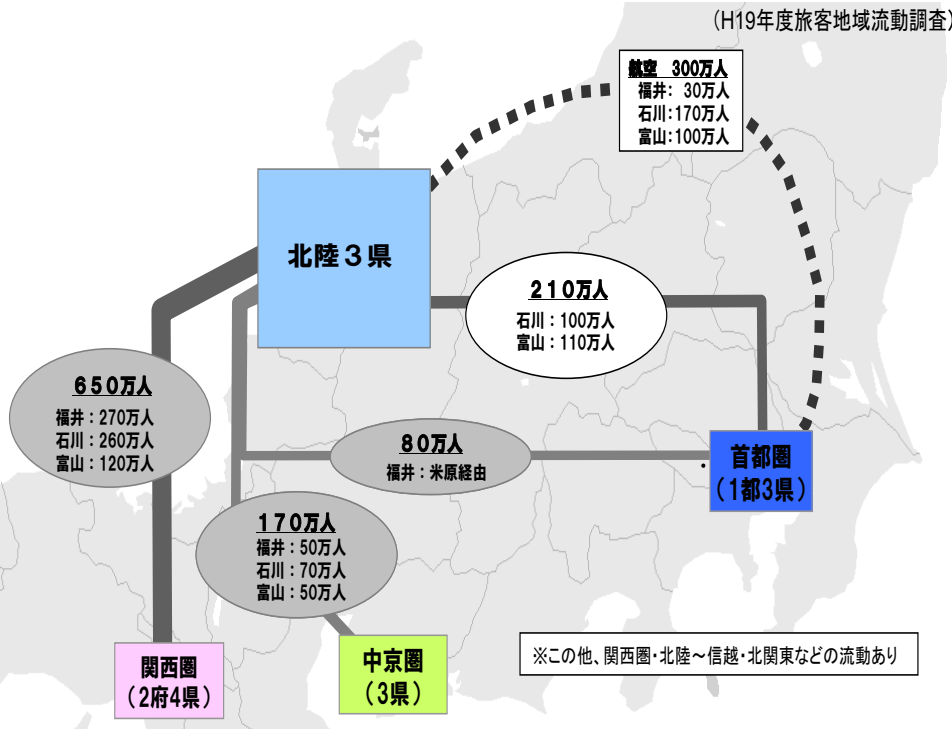 (H19年度旅客地域流動調査)
航空　300万人
福井： 30万人
石川：170万人
富山：100万人
北陸３県
２１０万人
石川：100万人
富山：110万人
６５０万人
福井：270万人
石川：260万人
富山：120万人
８０万人
福井：米原経由
首都圏
（1都3県）
１７０万人
福井：50万人
石川：70万人
富山：50万人
関西圏
（2府4県）
中京圏
（3県）
※この他、関西圏・北陸～信越・北関東などの流動あり